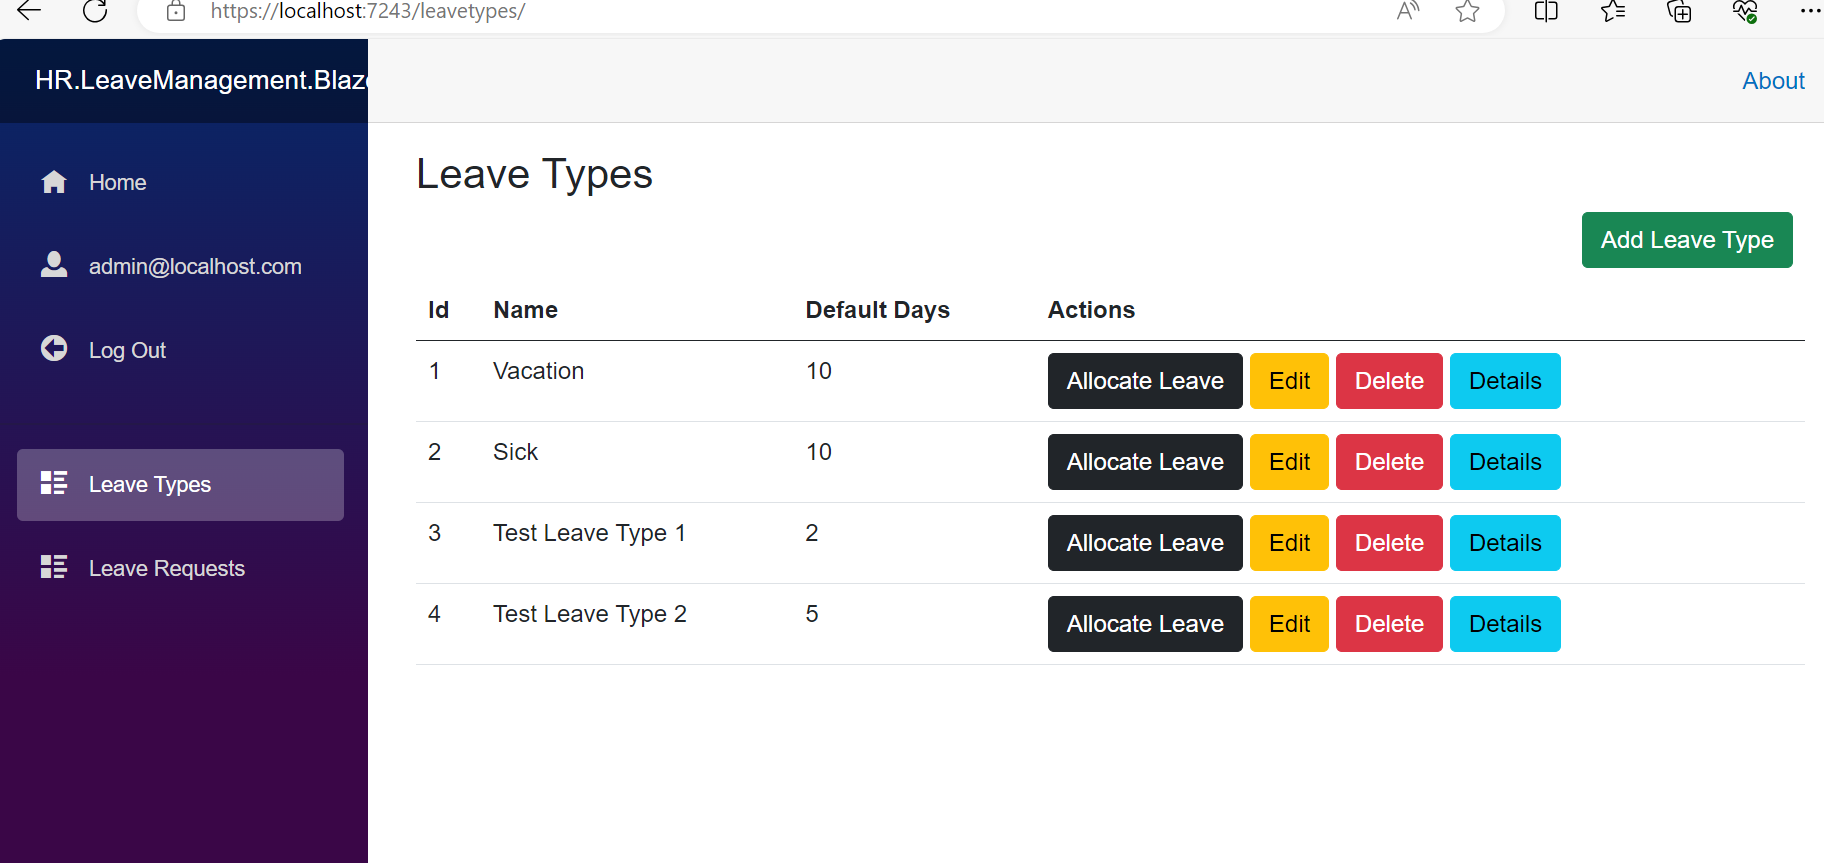 https://localhost:7243/leavetypes/
HR.LeaveManagement.Blazo
About
Home
admin@localhost.com
Log Out
Leave Types
Leave Requests
Leave Types
Add Leave Type
Id Name Default Days Actions
1 Vacation 10 Allocate Leave Edit Delete Details
2 Sick 10 Allocate Leave Edit Delete Details
3 Test Leave Type 1 2 Allocate Leave Edit Delete Details
4 Test Leave Type 2 5 Allocate Leave Edit Delete Details